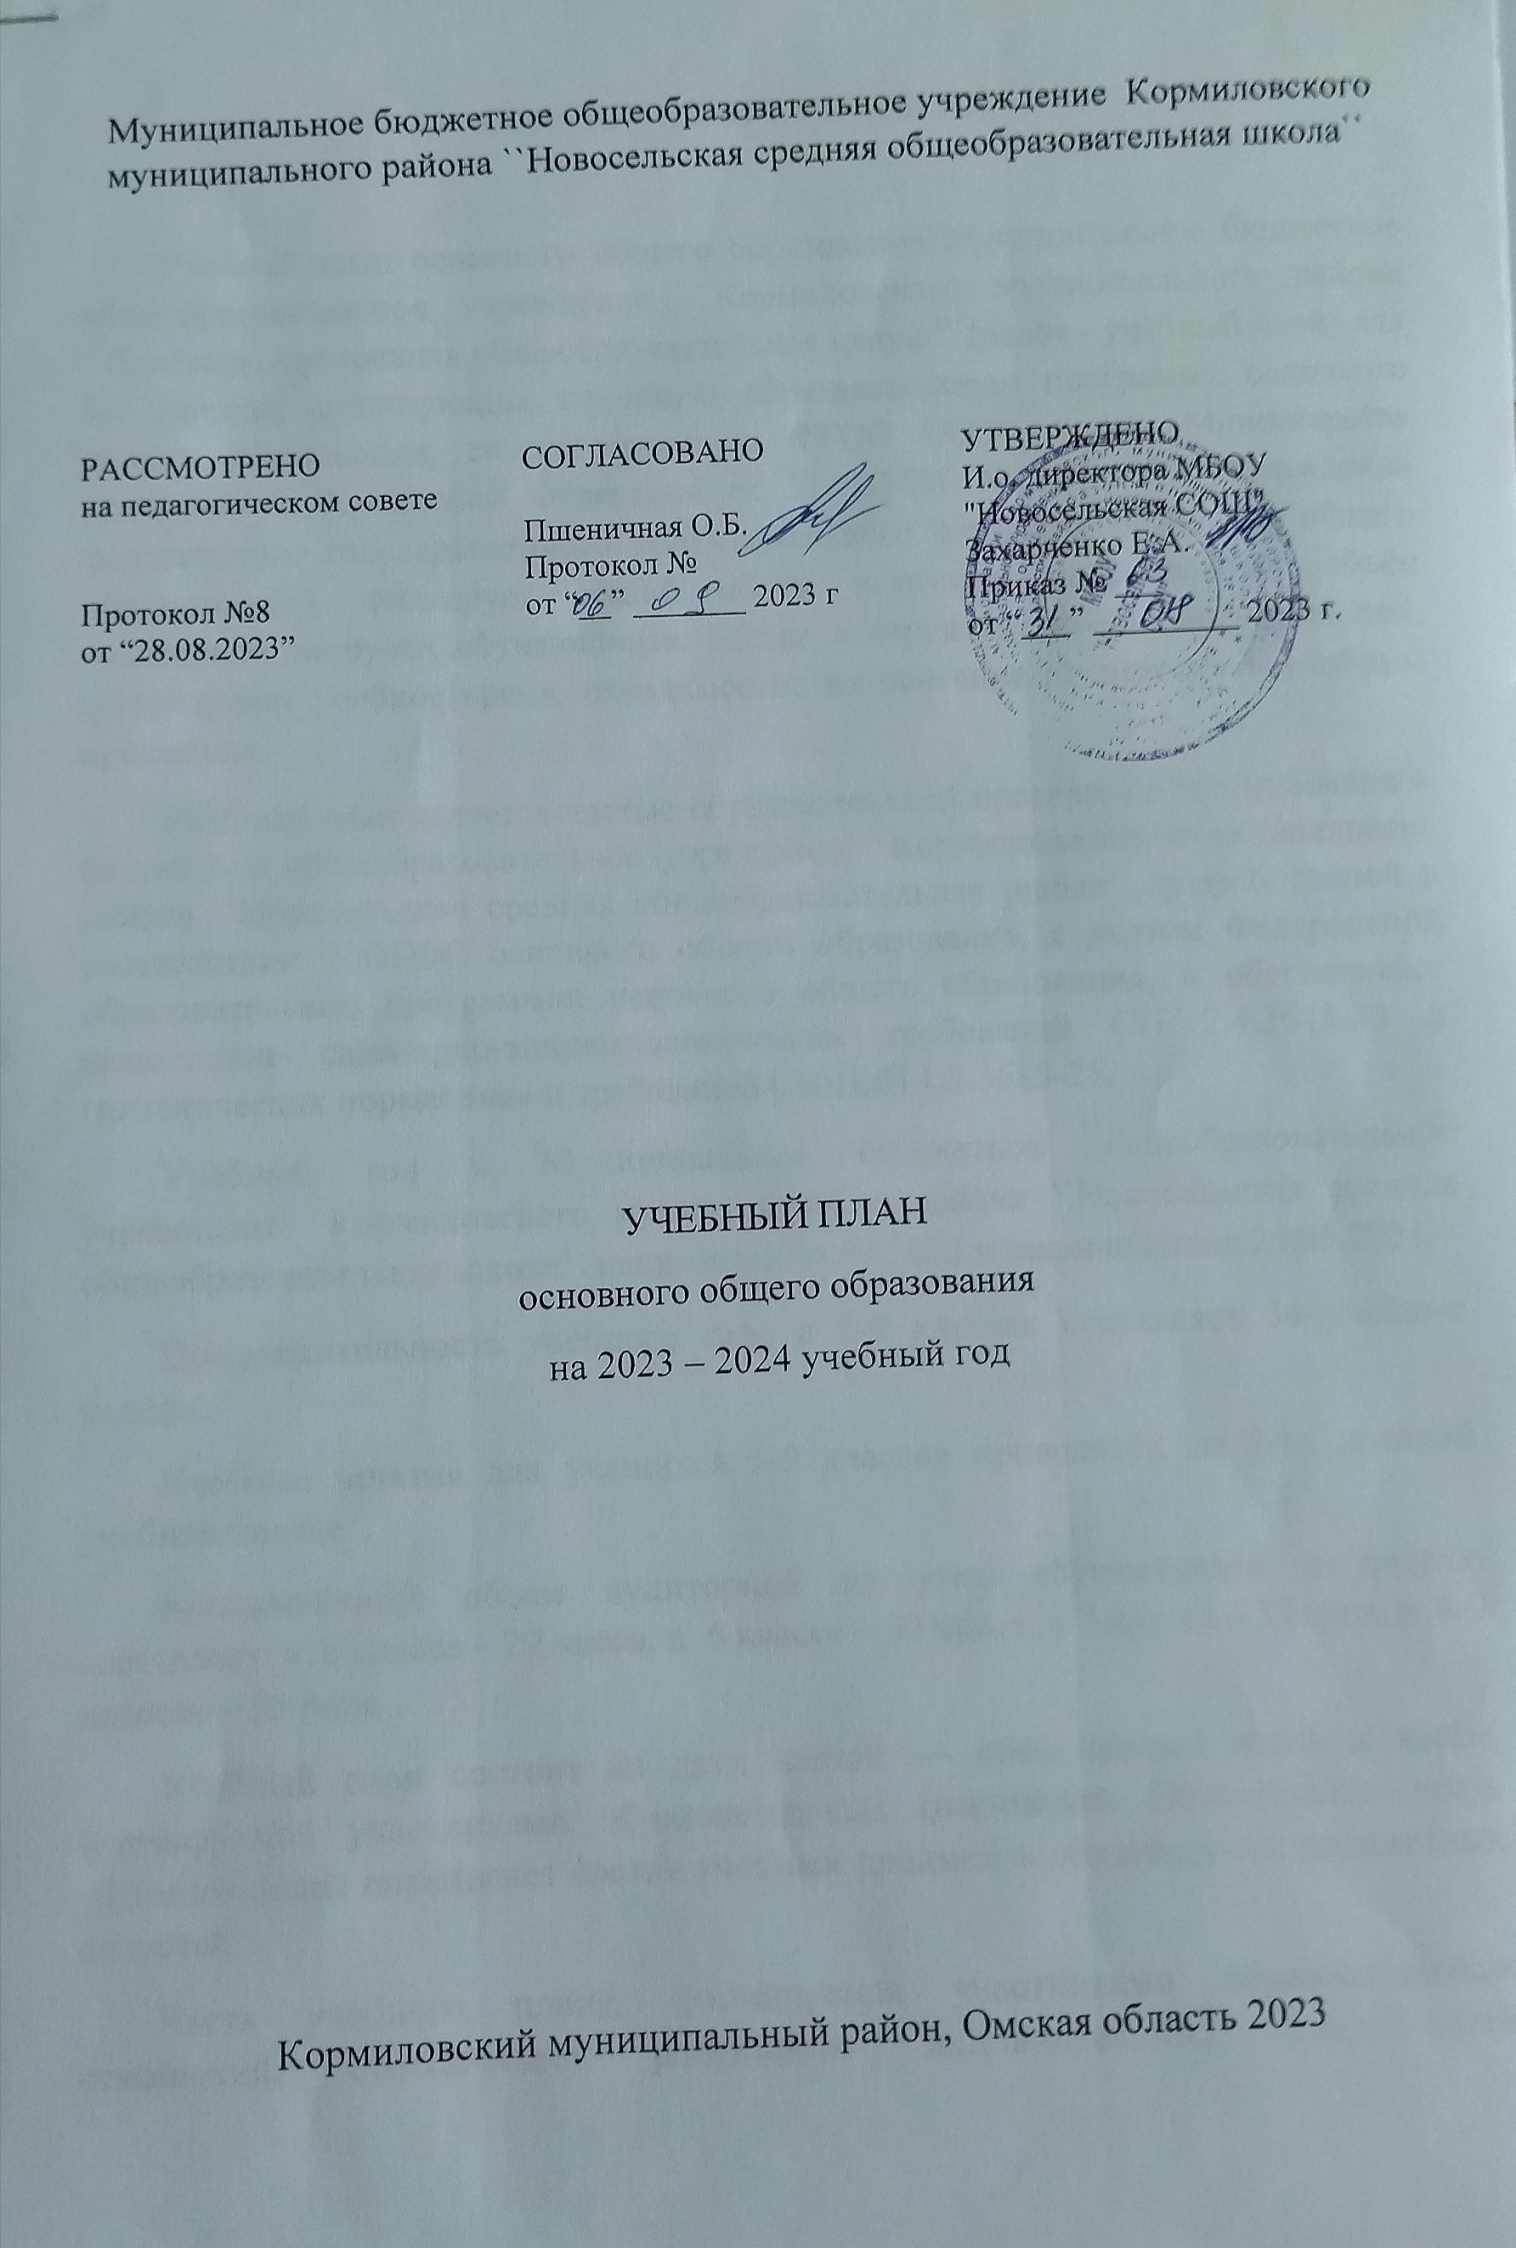 Муниципальное бюджетное общеобразовательное учреждение Кормиловского
муниципального района ``Новосельская средняя общеобразовательная школа``
РАССМОТРЕНО
на педагогическом совете
Протокол №8
от “28.08.2023”
СОГЛАСОВАНО
Пшеничная О.Б.
Протокол №
от “06” 09 2023 г
УТВЕРЖДЕНО
И.о. директора МБОУ
"Новосельская СОШ"
Захарченко Е.А.
Приказ № 63
от “31” 08 2023 г.
УЧЕБНЫЙ ПЛАН
основного общего образования
на 2023 – 2024 учебный год
Кормиловский муниципальный район, Омская область 2023